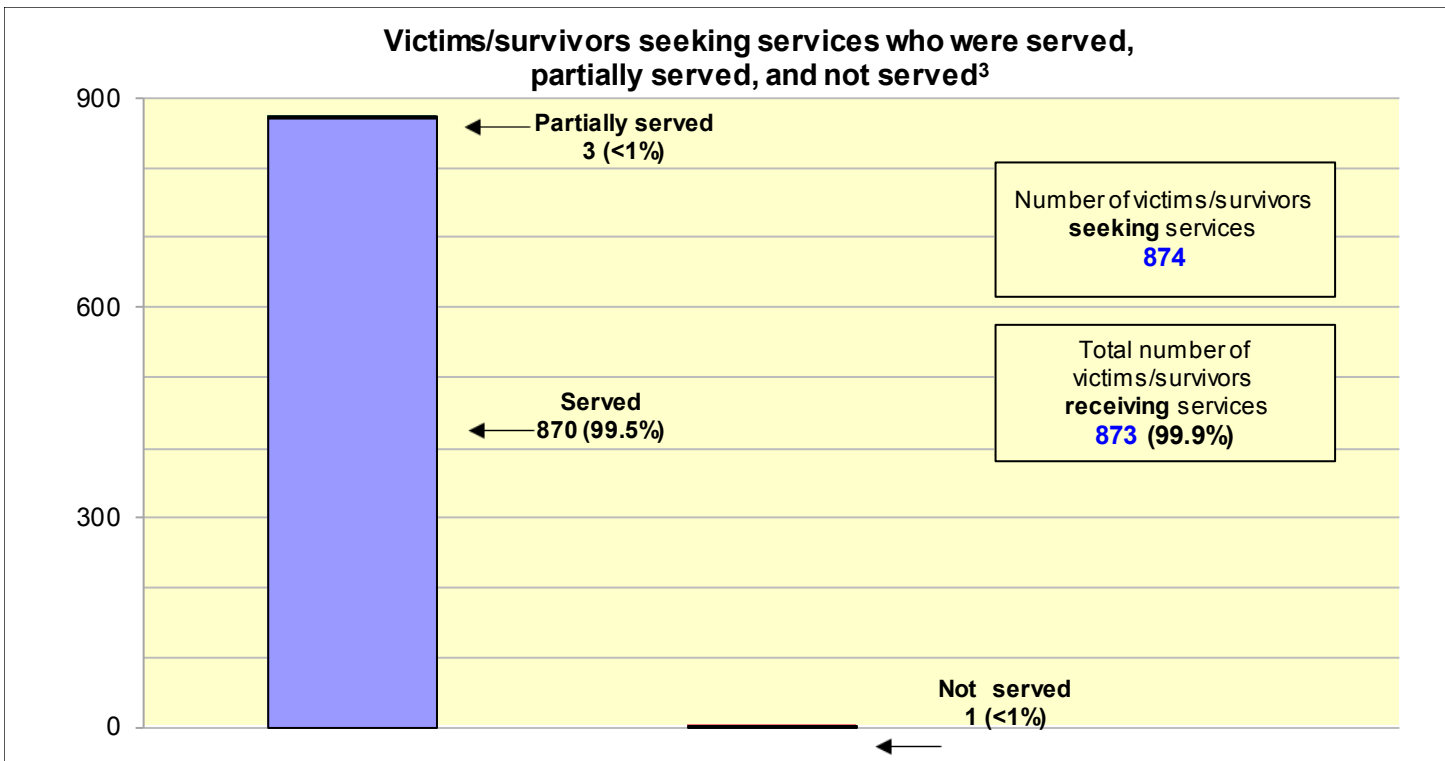 Victims/survivors seeking services who were served,
partially served, and not served³
900
600
300
0
Partially served
3 (<1%)
Served
870 (99.5%)
Number of victims/survivors
seeking services
874
Total number of
victims/survivors
receiving services
873 (99.9%)
Not served
1 (<1%)